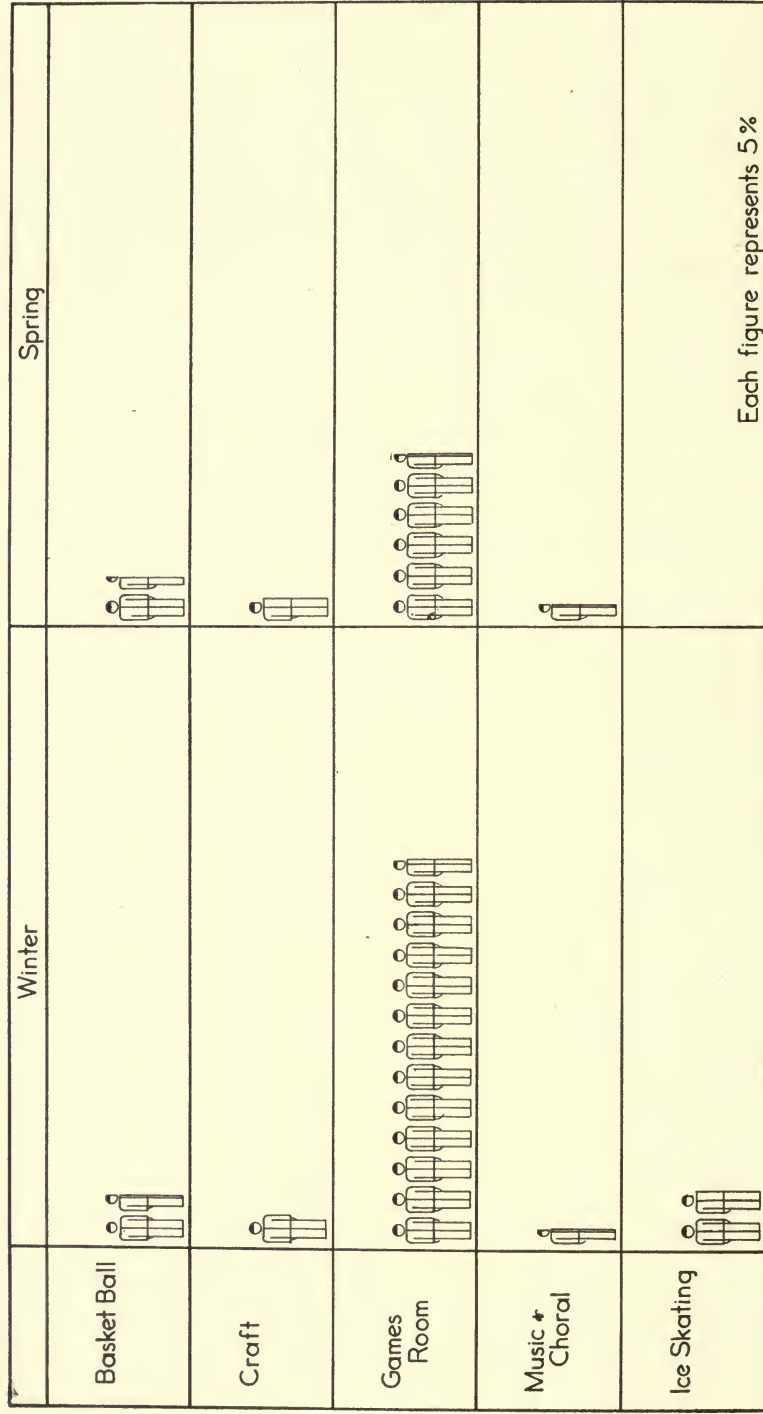 Winter
Spring
Basket Ball
Craft
Games
Room
Music &
Choral
Ice Skating
Each figure represents 5%